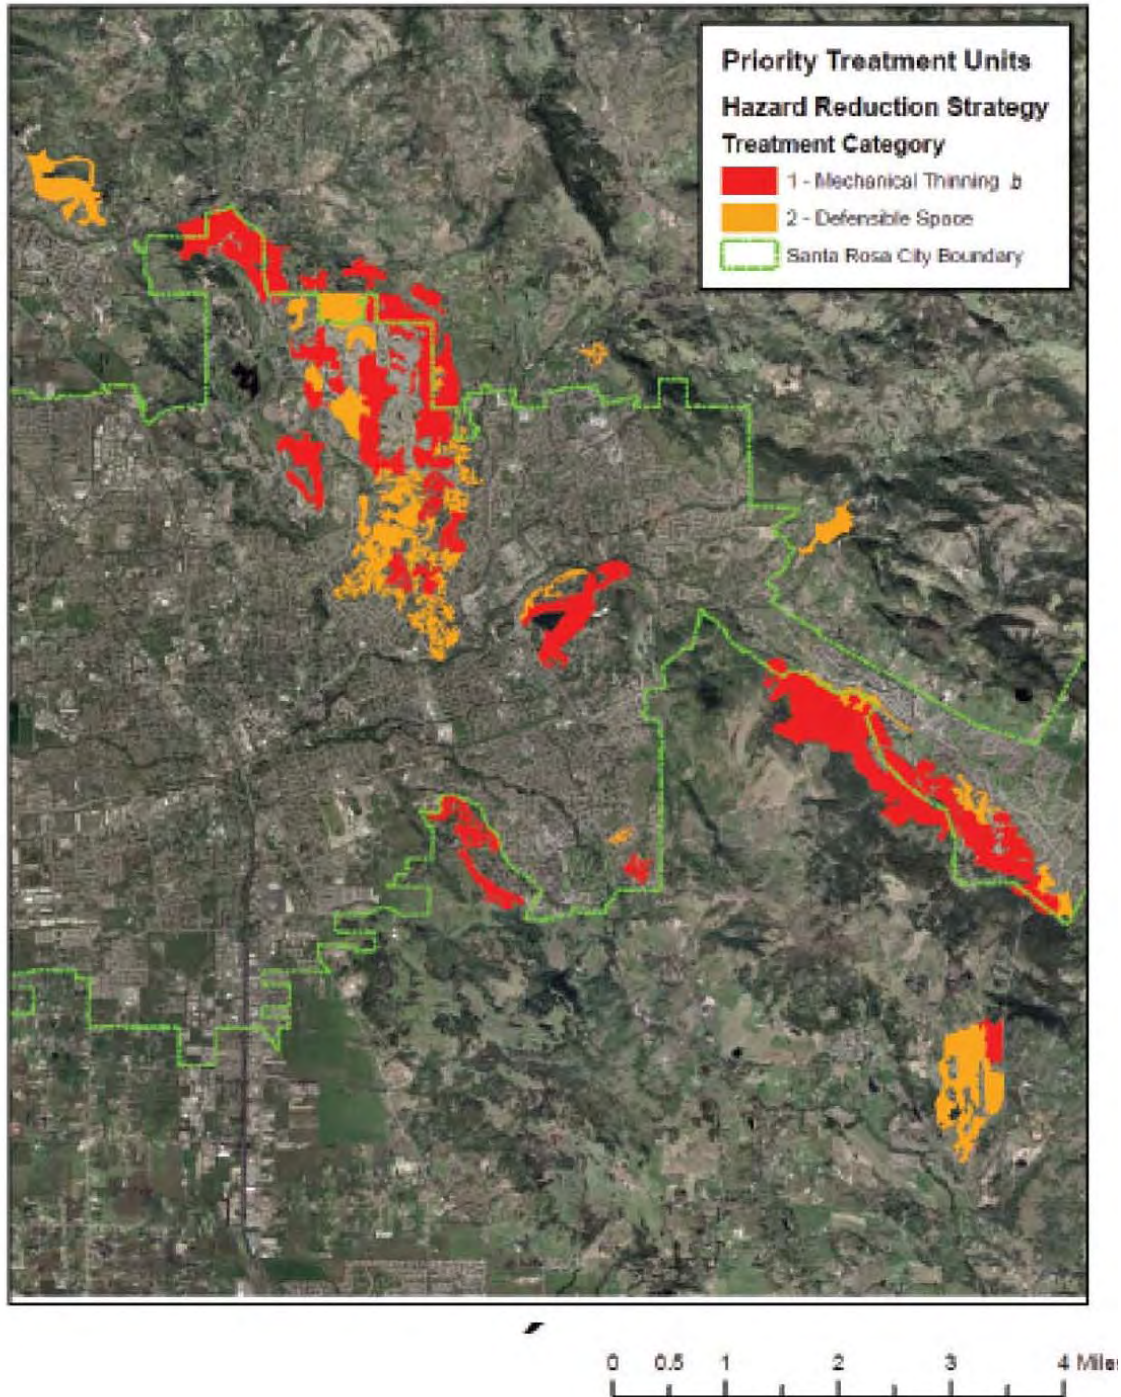 Priority Treatment Units
Hazard Reduction Strategy
Treatment Category
1 - Mechanical Thinning b
2 - Defensible Space
Santa Rosa City Boundary
0 0.5 1 2 3 4 Miles